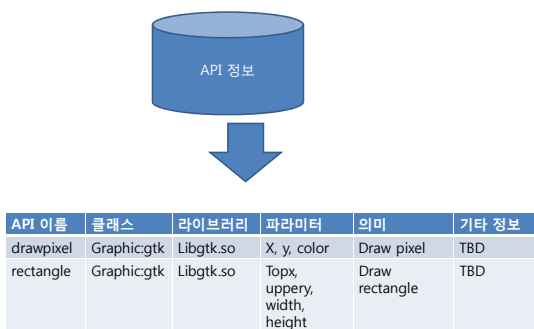 API 정보
API 이름 클래스 라이브러리 파라미터 의미 기타 정보
drawpixel Graphic:gtk Libgtk.so X, y, color Draw pixel TBD
rectangle Graphic:gtk Libgtk.so Topx, Draw TBD
uppery, rectangle
width,
height